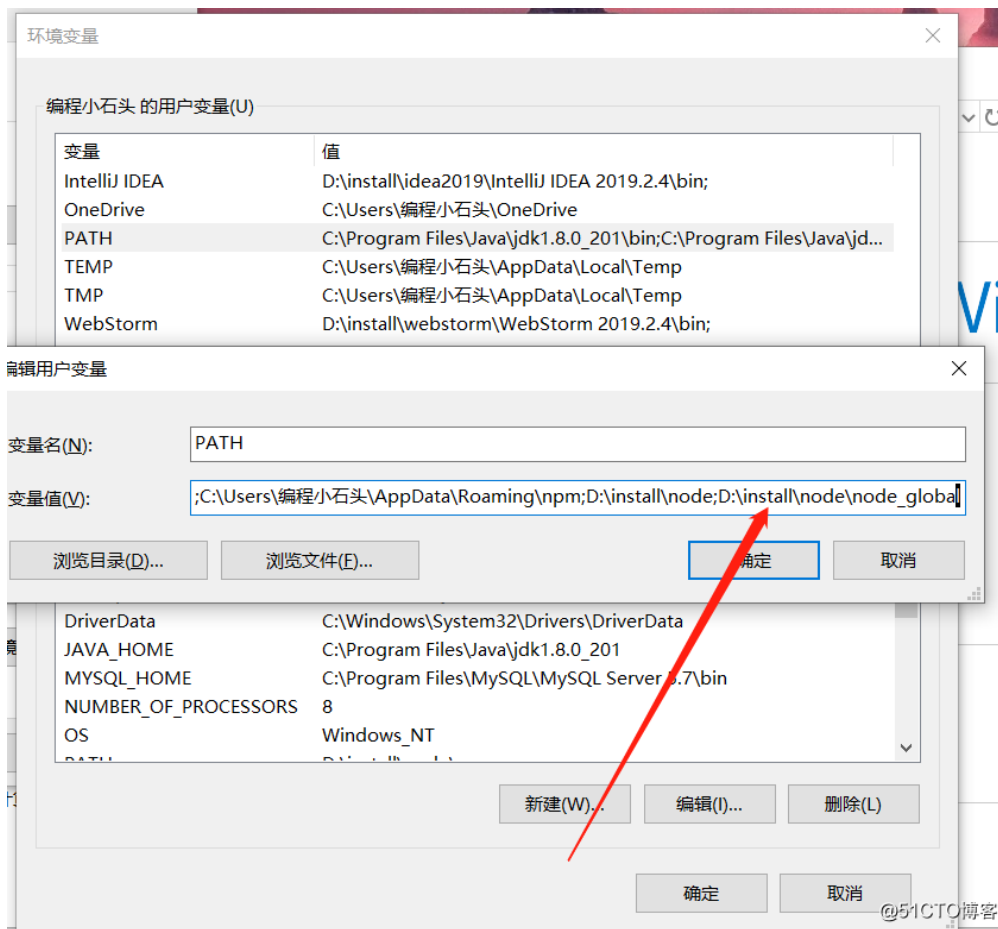 环境变量
编程小石头 的用户变量(U)
变量 值
IntelliJ IDEA D:\install\idea2019\IntelliJ IDEA 2019.2.4\bin;
OneDrive C:\Users\编程小石头\OneDrive
PATH C:\Program Files\Java\jdk1.8.0_201\bin;C:\Program Files\Java\jd...
TEMP C:\Users\编程小石头\AppData\Local\Temp
TMP C:\Users\编程小石头\AppData\Local\Temp
WebStorm D:\install\webstorm\WebStorm 2019.2.4\bin;
Vi
编辑用户变量
变量名(N): PATH
变量值(V): ;C:\Users\编程小石头\AppData\Roaming\npm;D:\install\node;D:\install\node\node_global
浏览目录(D)... 浏览文件(F)... 确定 取消
DriverData C:\Windows\System32\Drivers\DriverData
JAVA_HOME C:\Program Files\Java\jdk1.8.0_201
MYSQL_HOME C:\Program Files\MySQL\MySQL Server 5.7\bin
NUMBER_OF_PROCESSORS 8
OS Windows_NT
新建(W)... 编辑(I)... 删除(L)
确定 取消
@51CTO博客